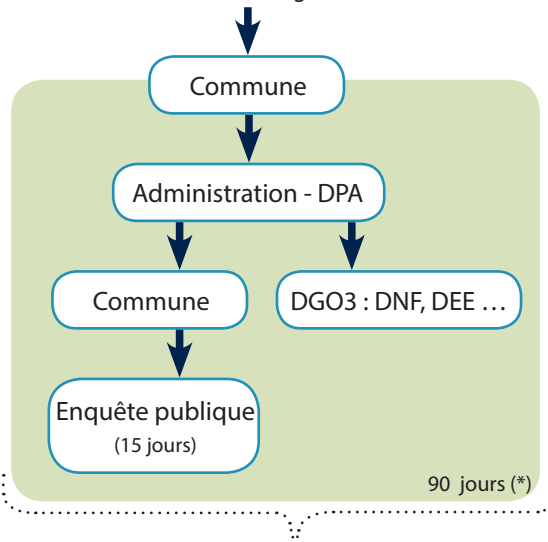 Commune
Administration - DPA
Commune
DGO3 : DNF, DEE …
Enquête publique
(15 jours)
90 jours (*)